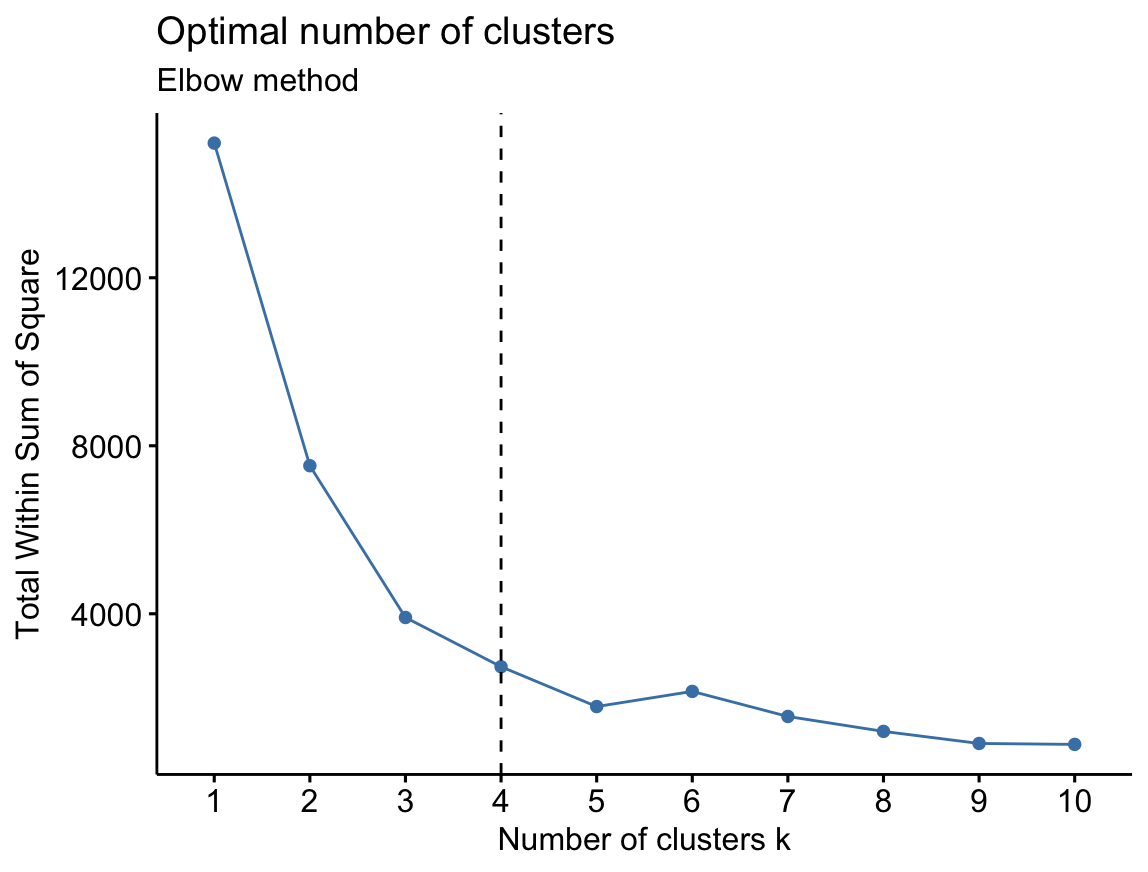 Optimal number of clusters
Elbow method
Total Within Sum of Square
12000
8000
4000
1 2 3 4 5 6 7 8 9 10
Number of clusters k